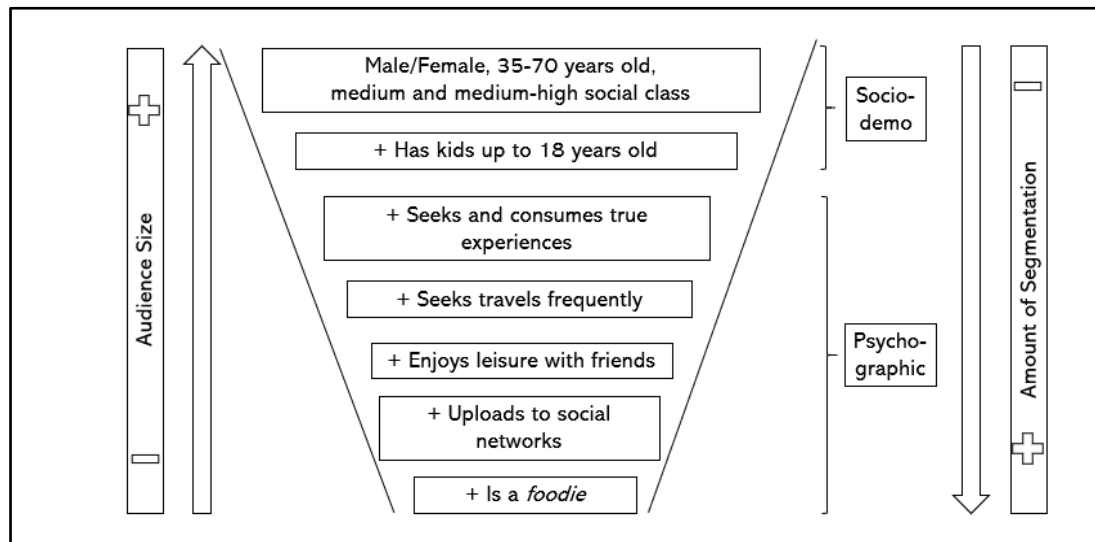 Audience Size
Male/Female, 35-70 years old,
medium and medium-high social class
+ Has kids up to 18 years old
+ Seeks and consumes true
experiences
+ Seeks travels frequently
+ Enjoys leisure with friends
+ Uploads to social
networks
+ Is a foodie
Socio-
demo
Psycho-
graphic
Amount of Segmentation